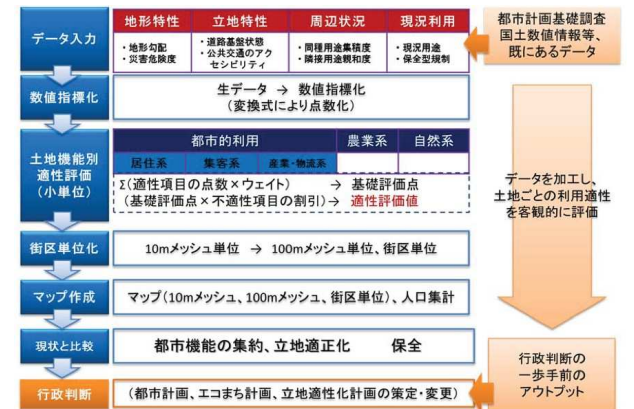 データ入力
地形特性
立地特性
周辺状況
現況利用
・地形勾配
・災害危険度
・道路基盤状態
・公共交通のアク
セシビリティ
・同種用途集積度
・隣接用途親和度
・現況用途
・保全型規制
都市計画基礎調査
国土数値情報等、
既にあるデータ
数値指標化
生データ → 数値指標化
(変換式により点数化)
土地機能別
適性評価
(小単位)
都市的利用
農業系
自然系
居住系
集客系
産業・物流系
Σ(適性項目の点数×ウェイト) → 基礎評価点
(基礎評価点×不適性項目の割引)→ 適性評価値
データを加工し、
土地ごとの利用適性
を客観的に評価
街区単位化
10mメッシュ単位 → 100mメッシュ単位、街区単位
マップ作成
マップ(10mメッシュ、100mメッシュ、街区単位)、人口集計
現状と比較
都市機能の集約、立地適正化 保全
行政判断の
一歩手前の
アウトプット
行政判断
(都市計画、エコまち計画、立地適性化計画の策定・変更)